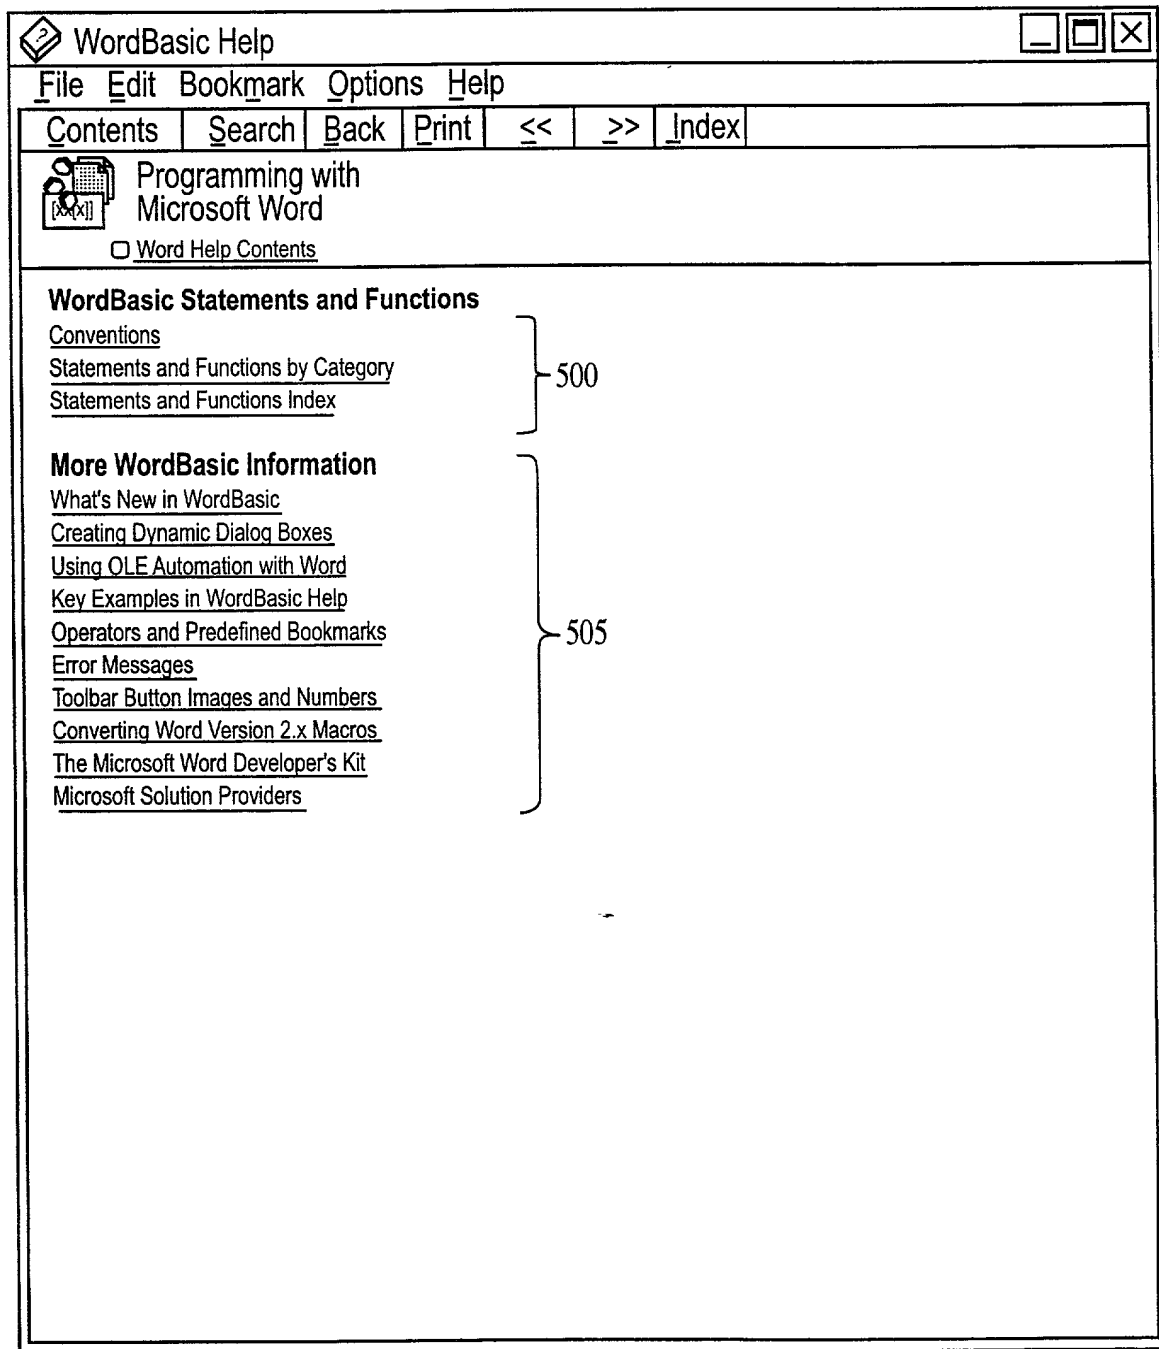 WordBasic Help
File Edit Bookmark Options Help
Contents Search Back Print << >> Index
Programming with
Microsoft Word
[xx[x]]
Word Help Contents
WordBasic Statements and Functions
Conventions
Statements and Functions by Category
Statements and Functions Index
500
More WordBasic Information
What's New in WordBasic
Creating Dynamic Dialog Boxes
Using OLE Automation with Word
Key Examples in WordBasic Help
Operators and Predefined Bookmarks
505
Error Messages
Toolbar Button Images and Numbers
Converting Word Version 2.x Macros
The Microsoft Word Developer's Kit
Microsoft Solution Providers